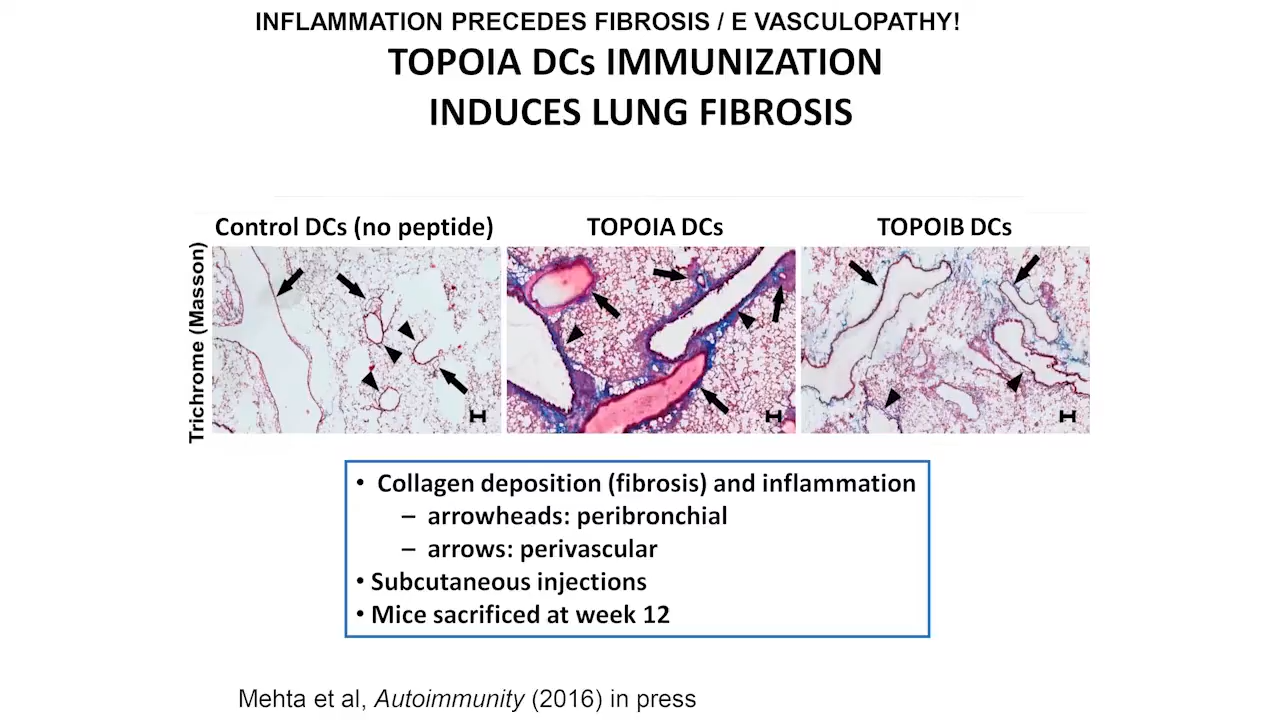 INFLAMMATION PRECEDES FIBROSIS / E VASCULOPATHY!
TOPOIA DCs IMMUNIZATION
INDUCES LUNG FIBROSIS
Control DCs (no peptide)
TOPOIA DCs
TOPOIB DCs
Trichrome (Masson)
• Collagen deposition (fibrosis) and inflammation
– arrowheads: peribronchial
– arrows: perivascular
• Subcutaneous injections
• Mice sacrificed at week 12
Mehta et al, Autoimmunity (2016) in press